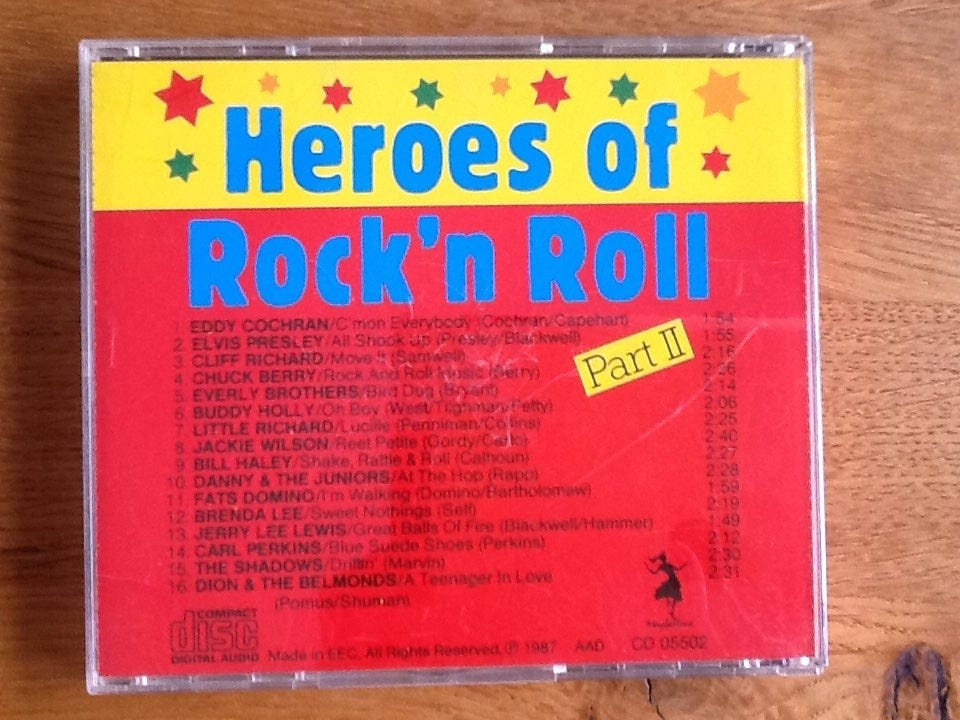 Heroes of
Rock'n Roll
Part II
1. EDDY COCHRAN/C'mon Everybody (Cochran/Capehart) 1:54
2. ELVIS PRESLEY/All Shook Up (Presley/Blackwell) 1:55
3. CLIFF RICHARD/Move It (Samwell) 2:16
4. CHUCK BERRY/Rock And Roll Music (Berry) 2:26
5. EVERLY BROTHERS/Bird Dog (Bryant) 2:14
6. BUDDY HOLLY/Oh Boy (West/Tilghman/Petty) 2:06
7. LITTLE RICHARD/Lucille (Penniman/Collins) 2:25
8. JACKIE WILSON/Reet Petite (Gordy/Carlo) 2:40
9. BILL HALEY/Shake, Rattle & Roll (Calhoun) 2:27
10. DANNY & THE JUNIORS/At The Hop (Rapp) 2:28
11. FATS DOMINO/I'm Walking (Domino/Bartholomew) 1:59
12. BRENDA LEE/Sweet Nothings (Self) 2:19
13. JERRY LEE LEWIS/Great Balls Of Fire (Blackwell/Hammer) 1:49
14. CARL PERKINS/Blue Suede Shoes (Perkins) 2:12
15. THE SHADOWS/Driftin' (Marvin) 2:30
16. DION & THE BELMONDS/A Teenager In Love 2:31
(Pomus/Shuman)
COMPACT
disc
DIGITAL AUDIO
Made in EEC. All Rights Reserved, ℗ 1987 AAD CD 05502